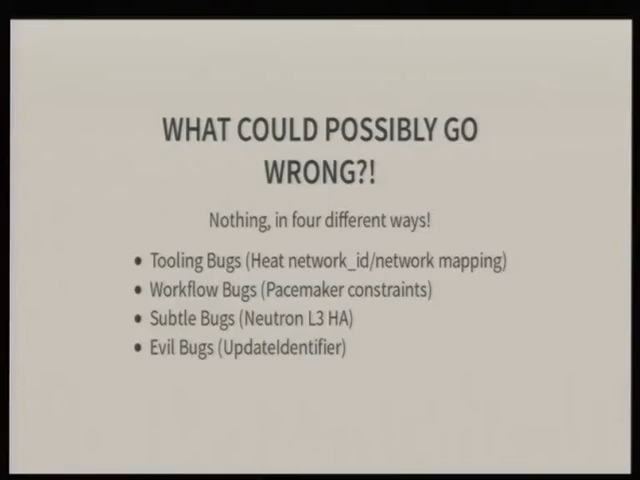 WHAT COULD POSSIBLY GO
WRONG?!
Nothing, in four different ways!
• Tooling Bugs (Heat network_id/network mapping)
• Workflow Bugs (Pacemaker constraints)
• Subtle Bugs (Neutron L3 HA)
• Evil Bugs (UpdateIdentifier)